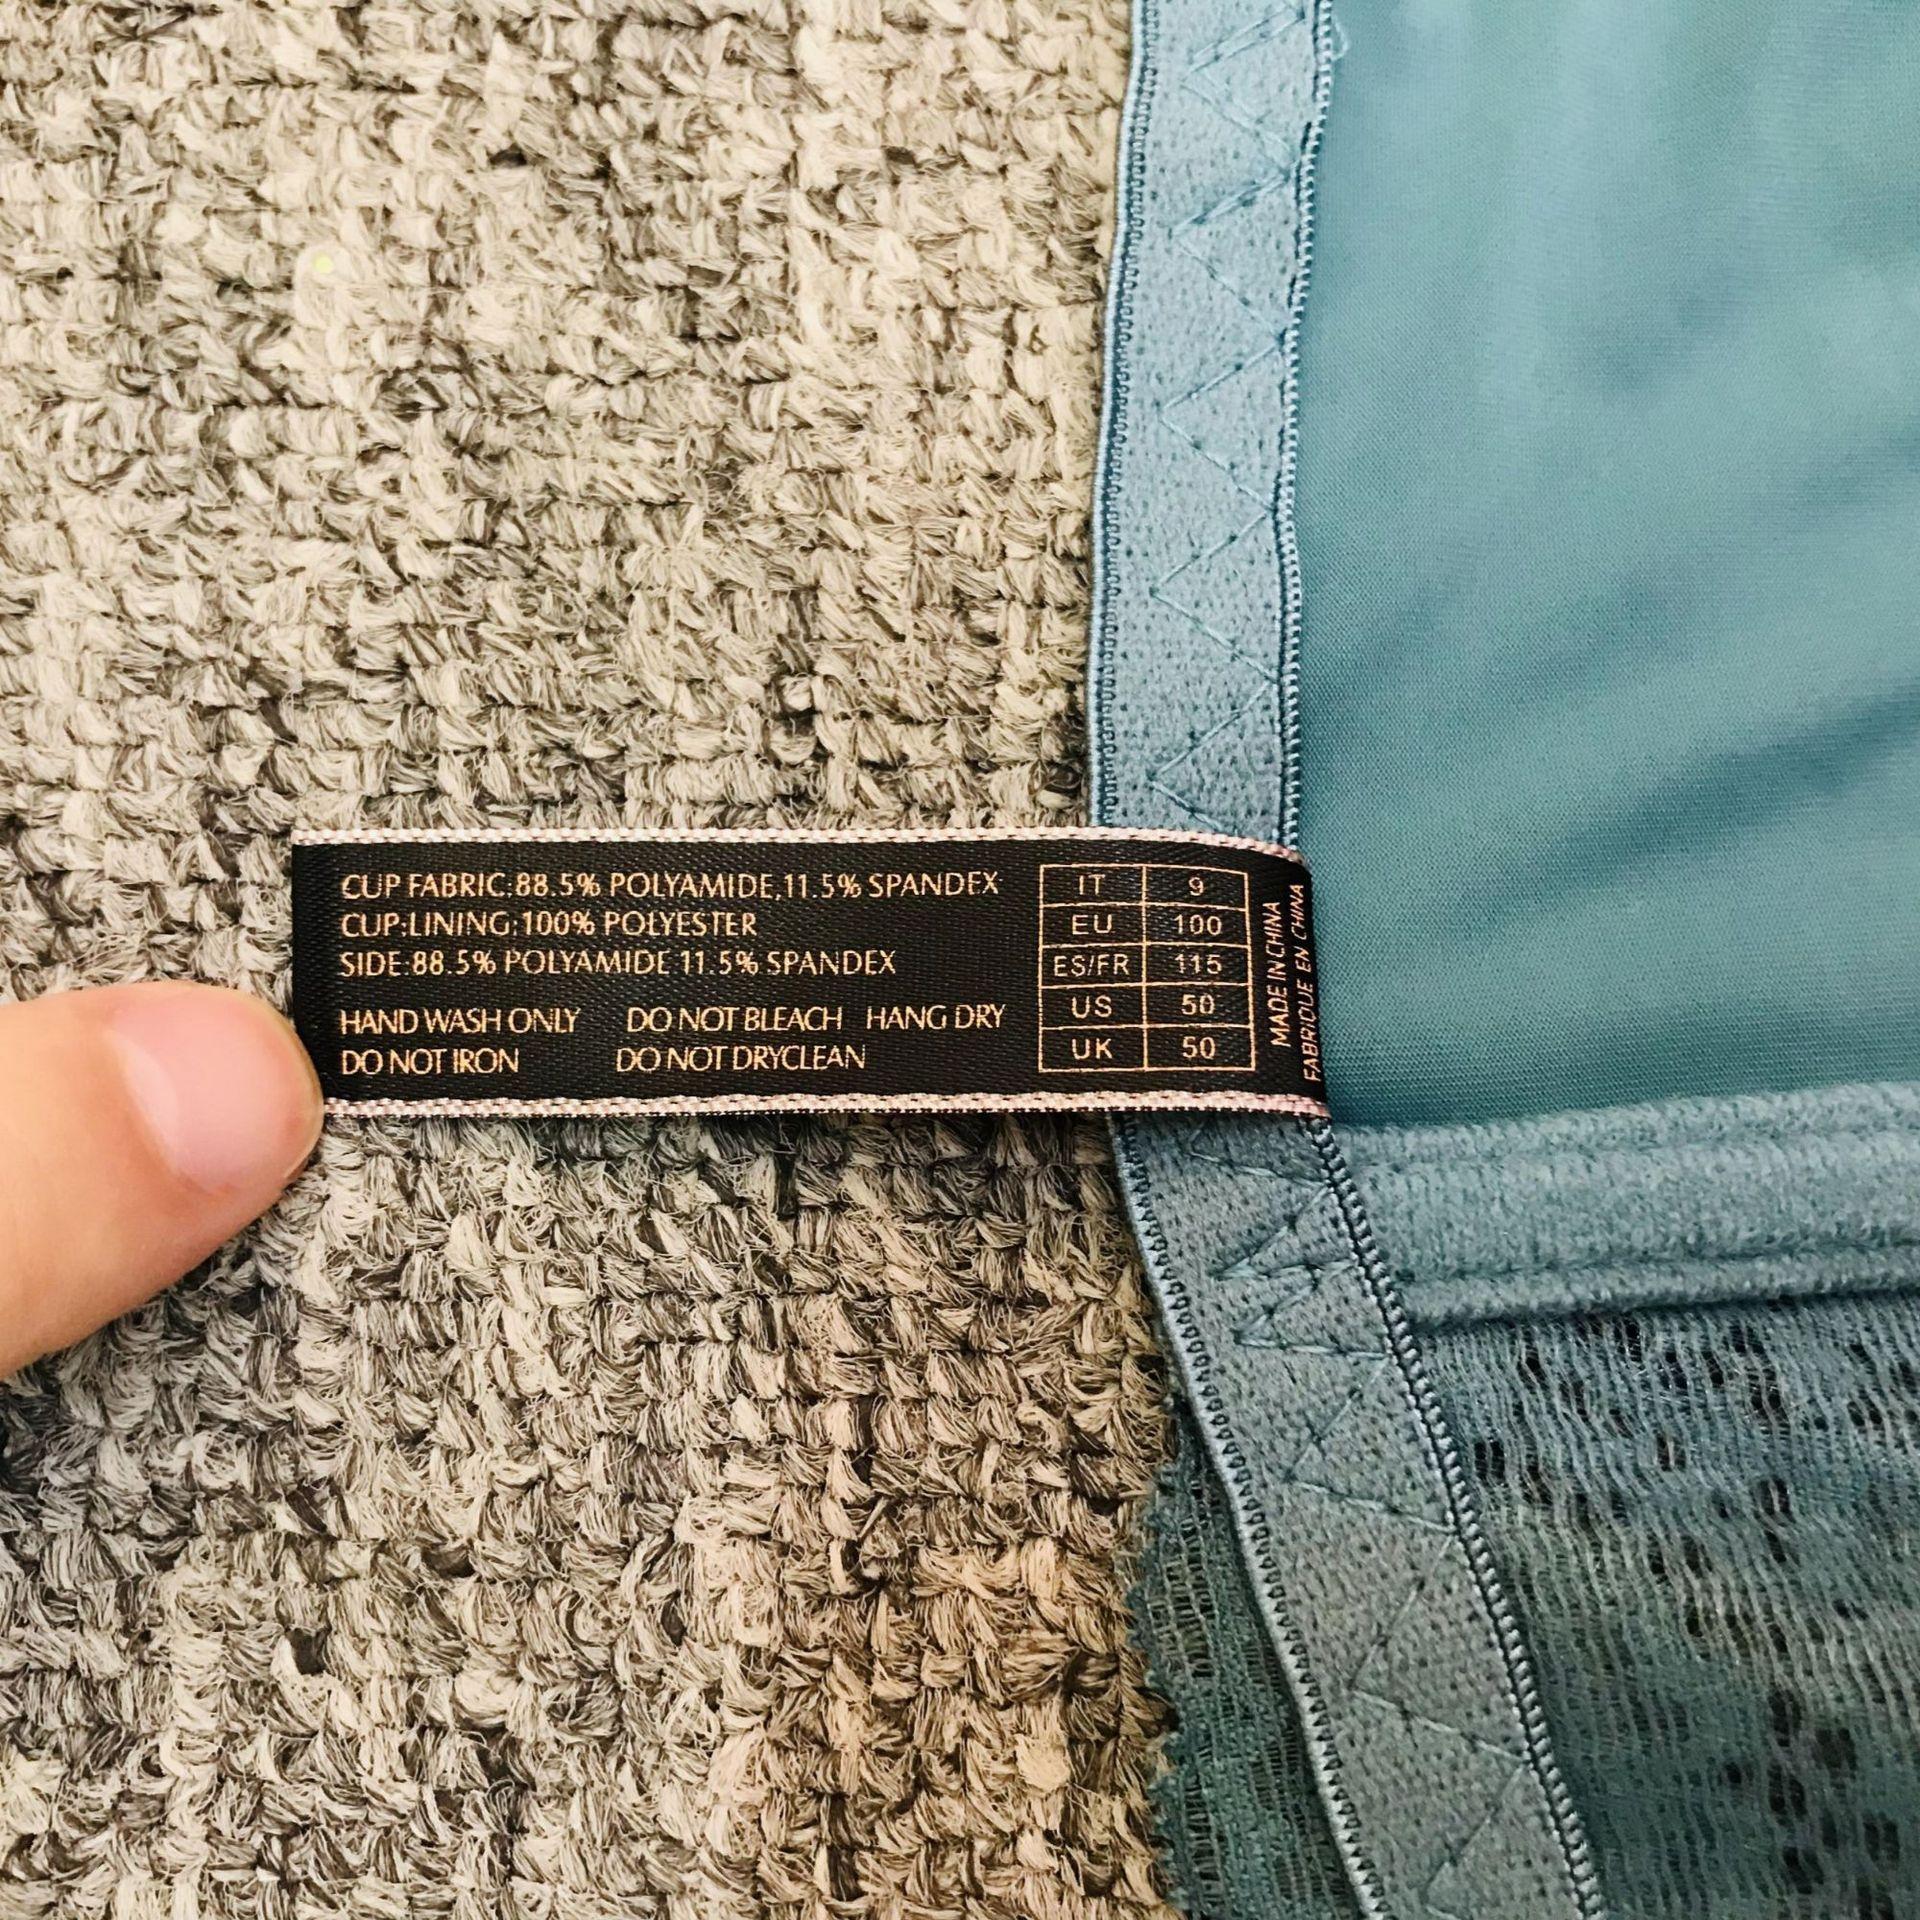 CUP FABRIC:88.5% POLYAMIDE,11.5% SPANDEX
CUP:LINING:100% POLYESTER
SIDE:88.5% POLYAMIDE 11.5% SPANDEX
HAND WASH ONLY DO NOT BLEACH HANG DRY
DO NOT IRON DO NOT DRYCLEAN
IT 9
EU 100
ES/FR 115
US 50
UK 50
MADE IN CHINA
FABRIQUE EN CHINA